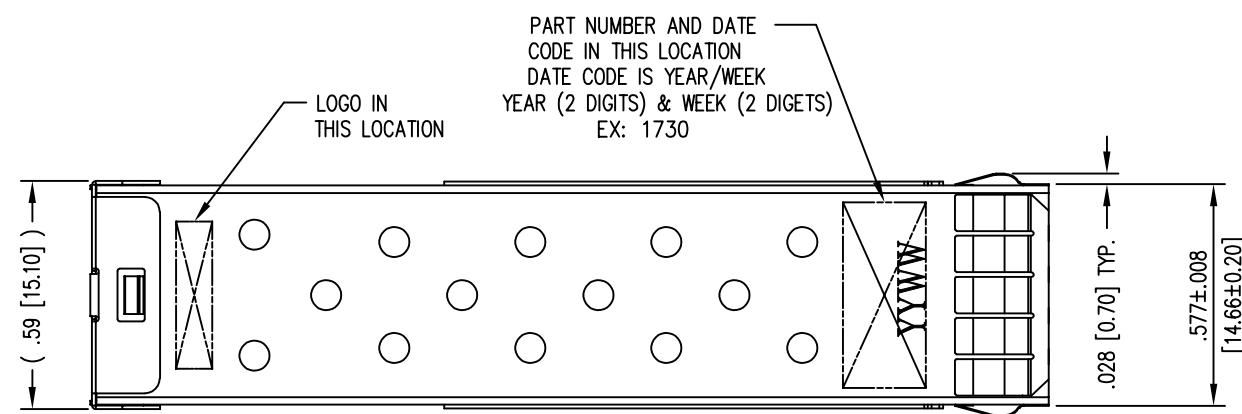 PART NUMBER AND DATE
CODE IN THIS LOCATION
DATE CODE IS YEAR/WEEK
YEAR (2 DIGITS) & WEEK (2 DIGETS)
EX: 1730
LOGO IN
THIS LOCATION
( .59 [15.10] )
YYWW
.028 [0.70] TYP.
.577±.008
[14.66±0.20]